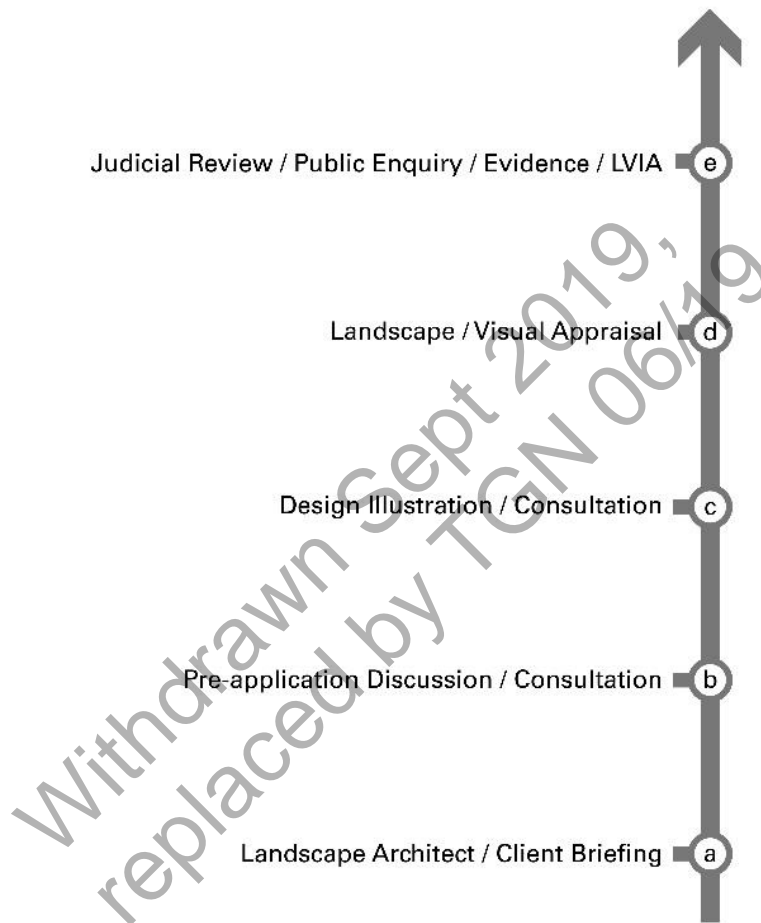 Judicial Review / Public Enquiry / Evidence / LVIA e
Landscape / Visual Appraisal d
Design Illustration / Consultation c
Pre-application Discussion / Consultation b
Landscape Architect / Client Briefing a
Withdrawn Sept 2019,
replaced by TGN 06/19